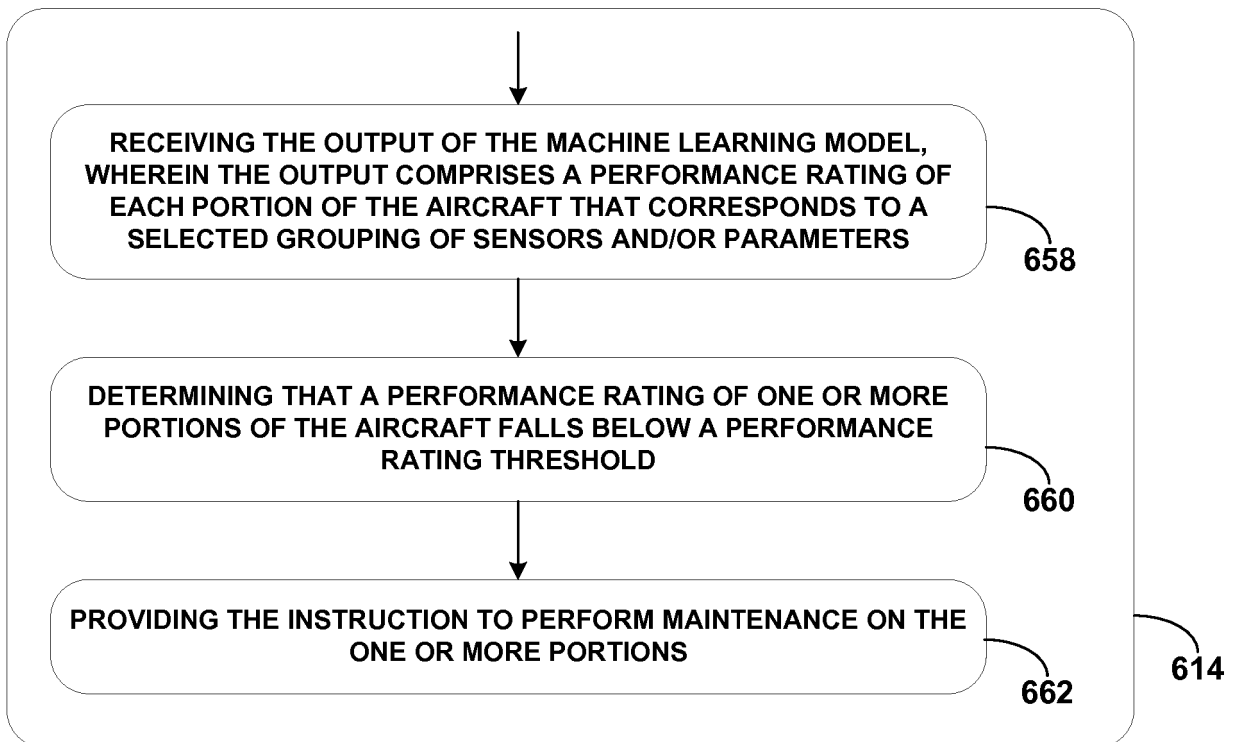 RECEIVING THE OUTPUT OF THE MACHINE LEARNING MODEL,
WHEREIN THE OUTPUT COMPRISES A PERFORMANCE RATING OF
EACH PORTION OF THE AIRCRAFT THAT CORRESPONDS TO A
SELECTED GROUPING OF SENSORS AND/OR PARAMETERS
658
DETERMINING THAT A PERFORMANCE RATING OF ONE OR MORE
PORTIONS OF THE AIRCRAFT FALLS BELOW A PERFORMANCE
RATING THRESHOLD
660
PROVIDING THE INSTRUCTION TO PERFORM MAINTENANCE ON THE
ONE OR MORE PORTIONS
662
614